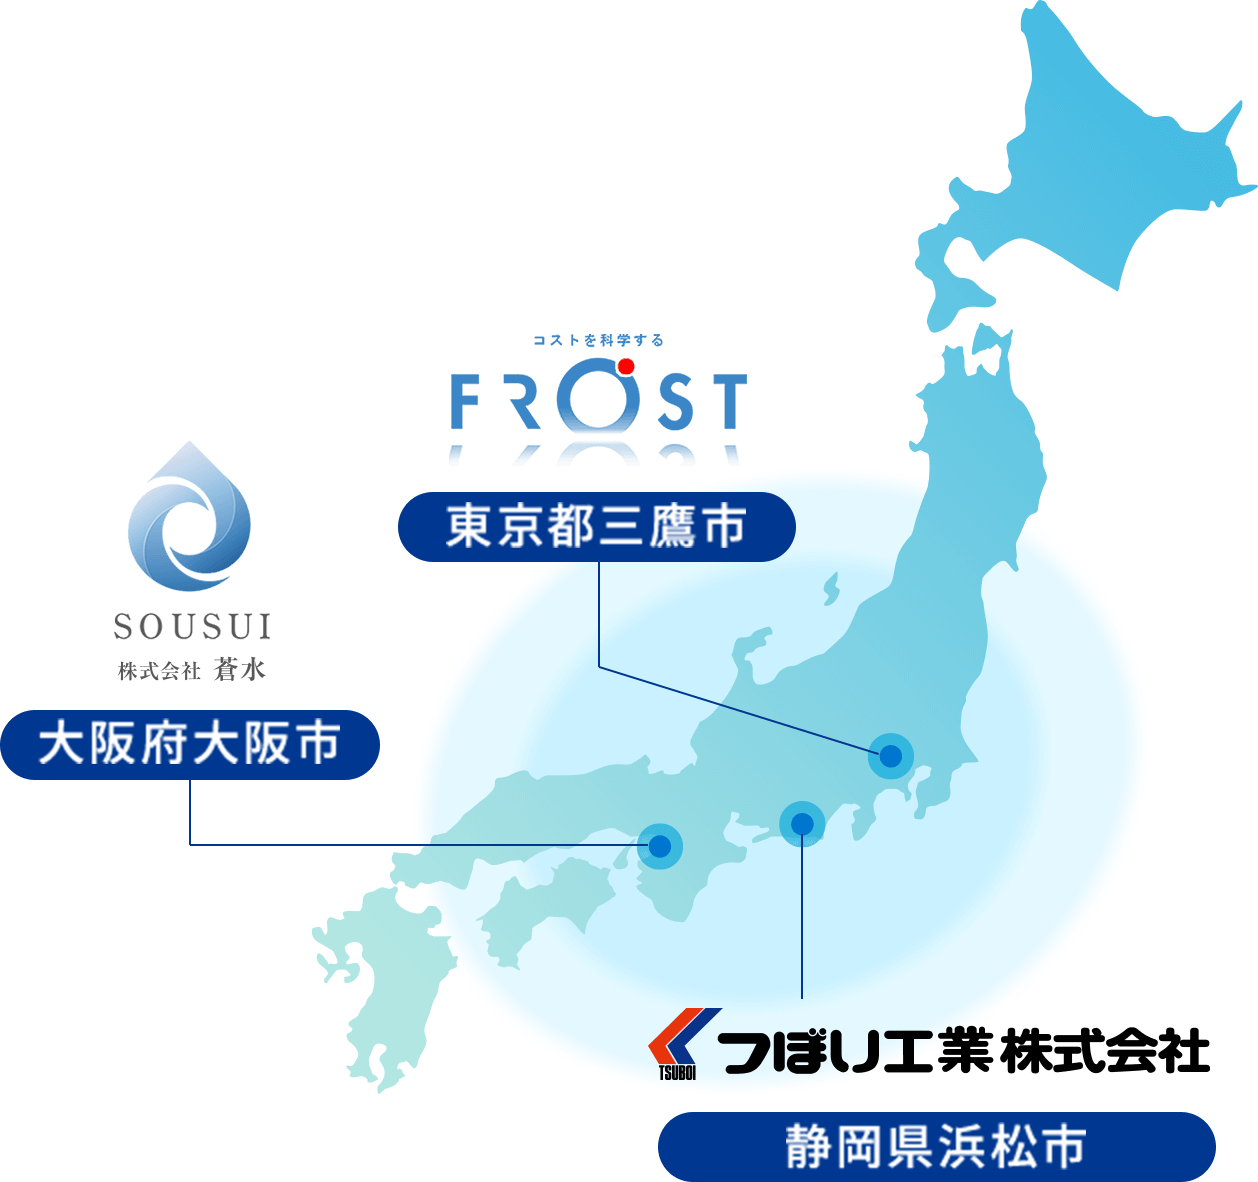 コストを科学する
FROST
東京都三鷹市
SOUSUI
株式会社 蒼水
大阪府大阪市
TSUBOI
つぼい工業株式会社
静岡県浜松市